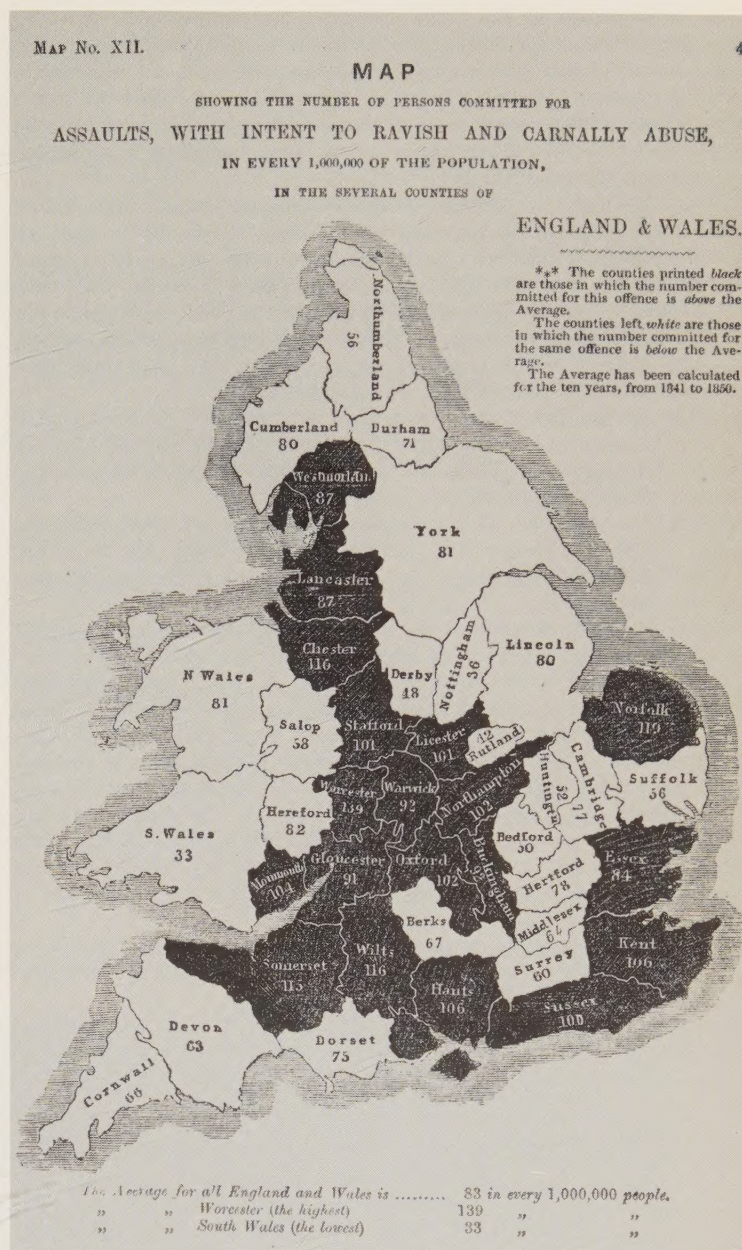 MAP No. XII.
4
MAP
SHOWING THE NUMBER OF PERSONS COMMITTED FOR
ASSAULTS, WITH INTENT TO RAVISH AND CARNALLY ABUSE,
IN EVERY 1,000,000 OF THE POPULATION,
IN THE SEVERAL COUNTIES OF
ENGLAND & WALES.
*⁎* The counties printed black
are those in which the number com-
mitted for this offence is above the
Average.
The counties left white are those
in which the number committed for
the same offence is below the Ave-
rage.
The Average has been calculated
for the ten years, from 1841 to 1850.
Northumberland
56
Cumberland
80
Durham
71
Westmorland
87
York
81
Lancaster
87
Chester
116
Derby
48
Nottingham
36
Lincoln
80
N Wales
81
Salop
58
Stafford
101
Licester
101
42
Rutland
Norfolk
119
Worcester
139
Warwick
92
Northampton
102
Huntingtn
52
Cambridge
77
Suffolk
56
Hereford
82
S. Wales
33
Monmouth
104
Gloucester
91
Oxford
102
Buckingham
Bedford
50
Hertford
78
Essex
84
Middlesex
64
Berks
67
Surrey
60
Kent
106
Somerset
115
Wilts
116
Hants
106
Sussex
100
Devon
63
Dorset
75
Cornwall
66
The Average for all England and Wales is ......... 83 in every 1,000,000 people.
„ „ Worcester (the highest) 139 „ „
„ „ South Wales (the lowest) 33 „ „